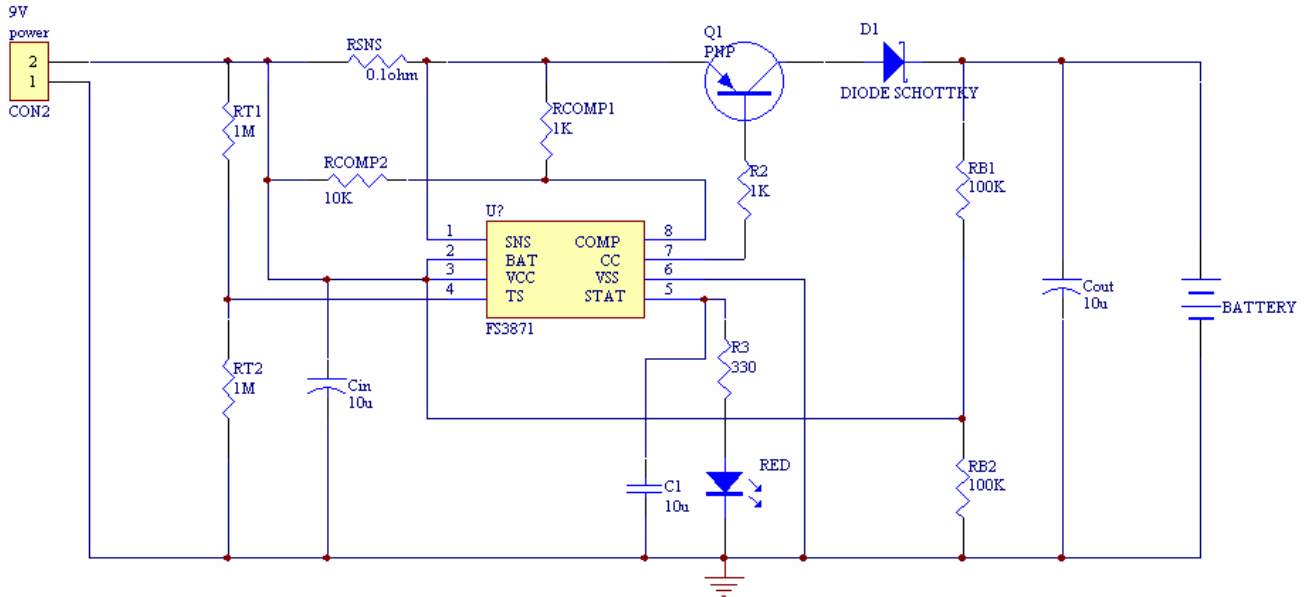 9V
power
2
1
CON2
RSNS
0.1ohm
Q1
PNP
D1
DIODE SCHOTTKY
RT1
1M
RCOMP1
1K
RCOMP2
10K
R2
1K
RB1
100K
U?
1
2
3
4
SNS
BAT
VCC
TS
COMP
CC
VSS
STAT
8
7
6
5
FS3871
Cout
10u
BATTERY
RT2
1M
Cin
10u
R3
330
C1
10u
RED
RB2
100K